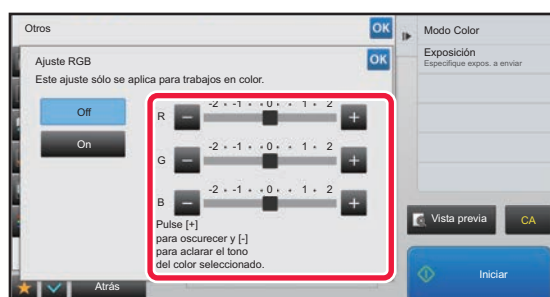 Otros
OK
Ajuste RGB
OK
Este ajuste sólo se aplica para trabajos en color.
Off
On
-2 -1 0 1 2
R
-2 -1 0 1 2
G
-2 -1 0 1 2
B
Pulse [+]
para oscurecer y [-]
para aclarar el tono
del color seleccionado.
Atrás
Modo Color
Exposición
Especifique expos. a enviar
Vista previa
CA
Iniciar